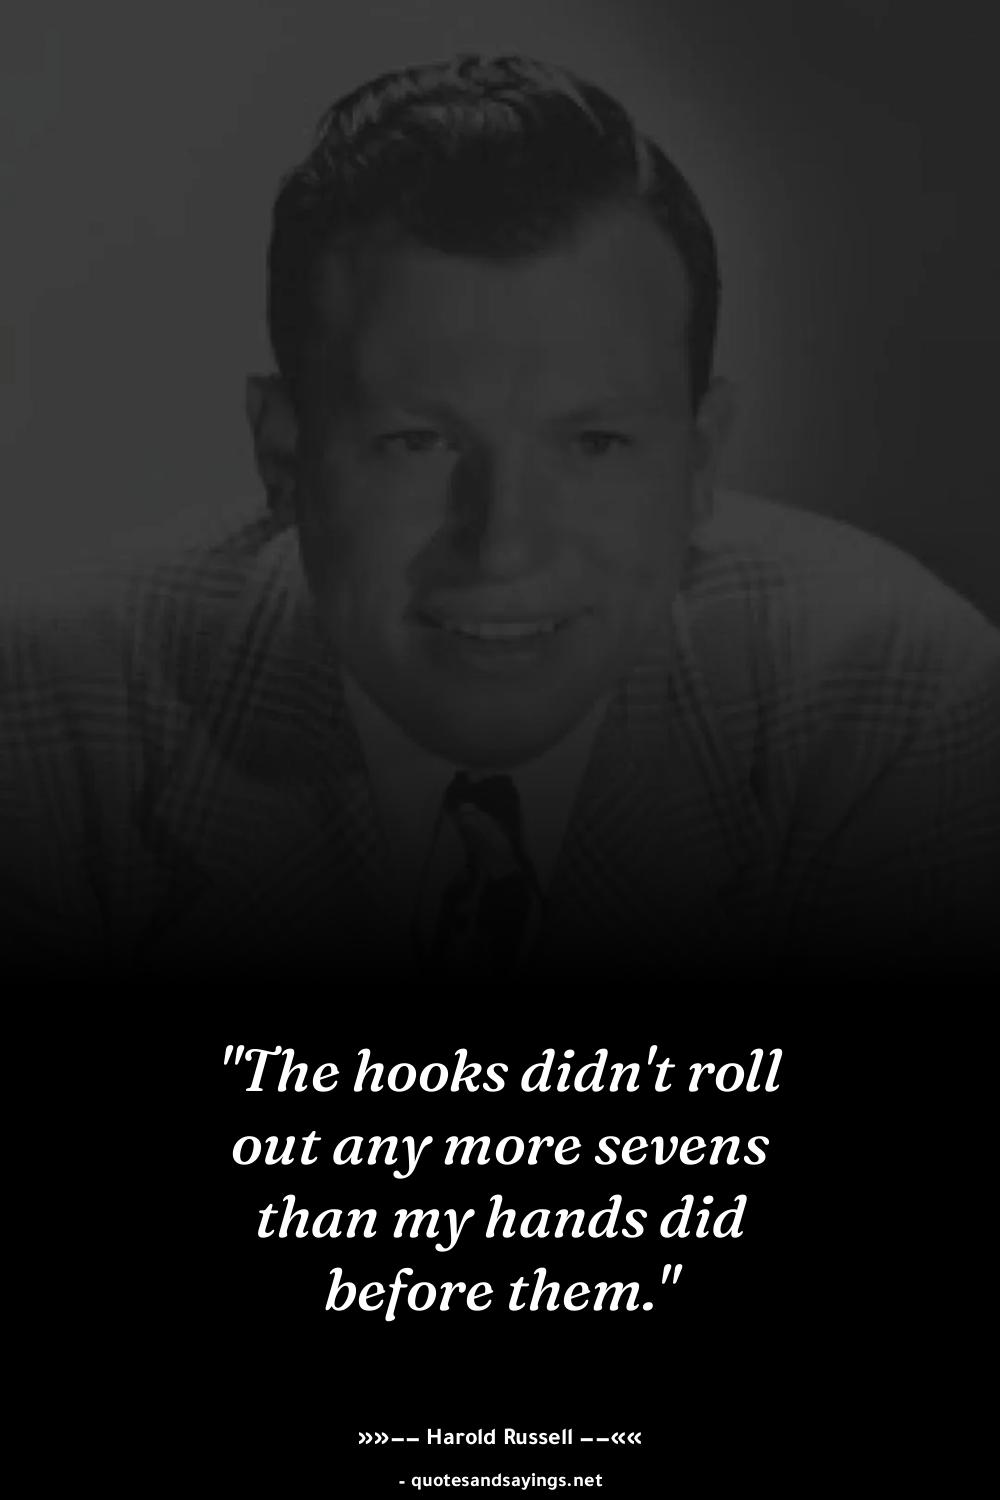 "The hooks didn't roll
out any more sevens
than my hands did
before them."
»»−− Harold Russell −−««
- quotesandsayings.net